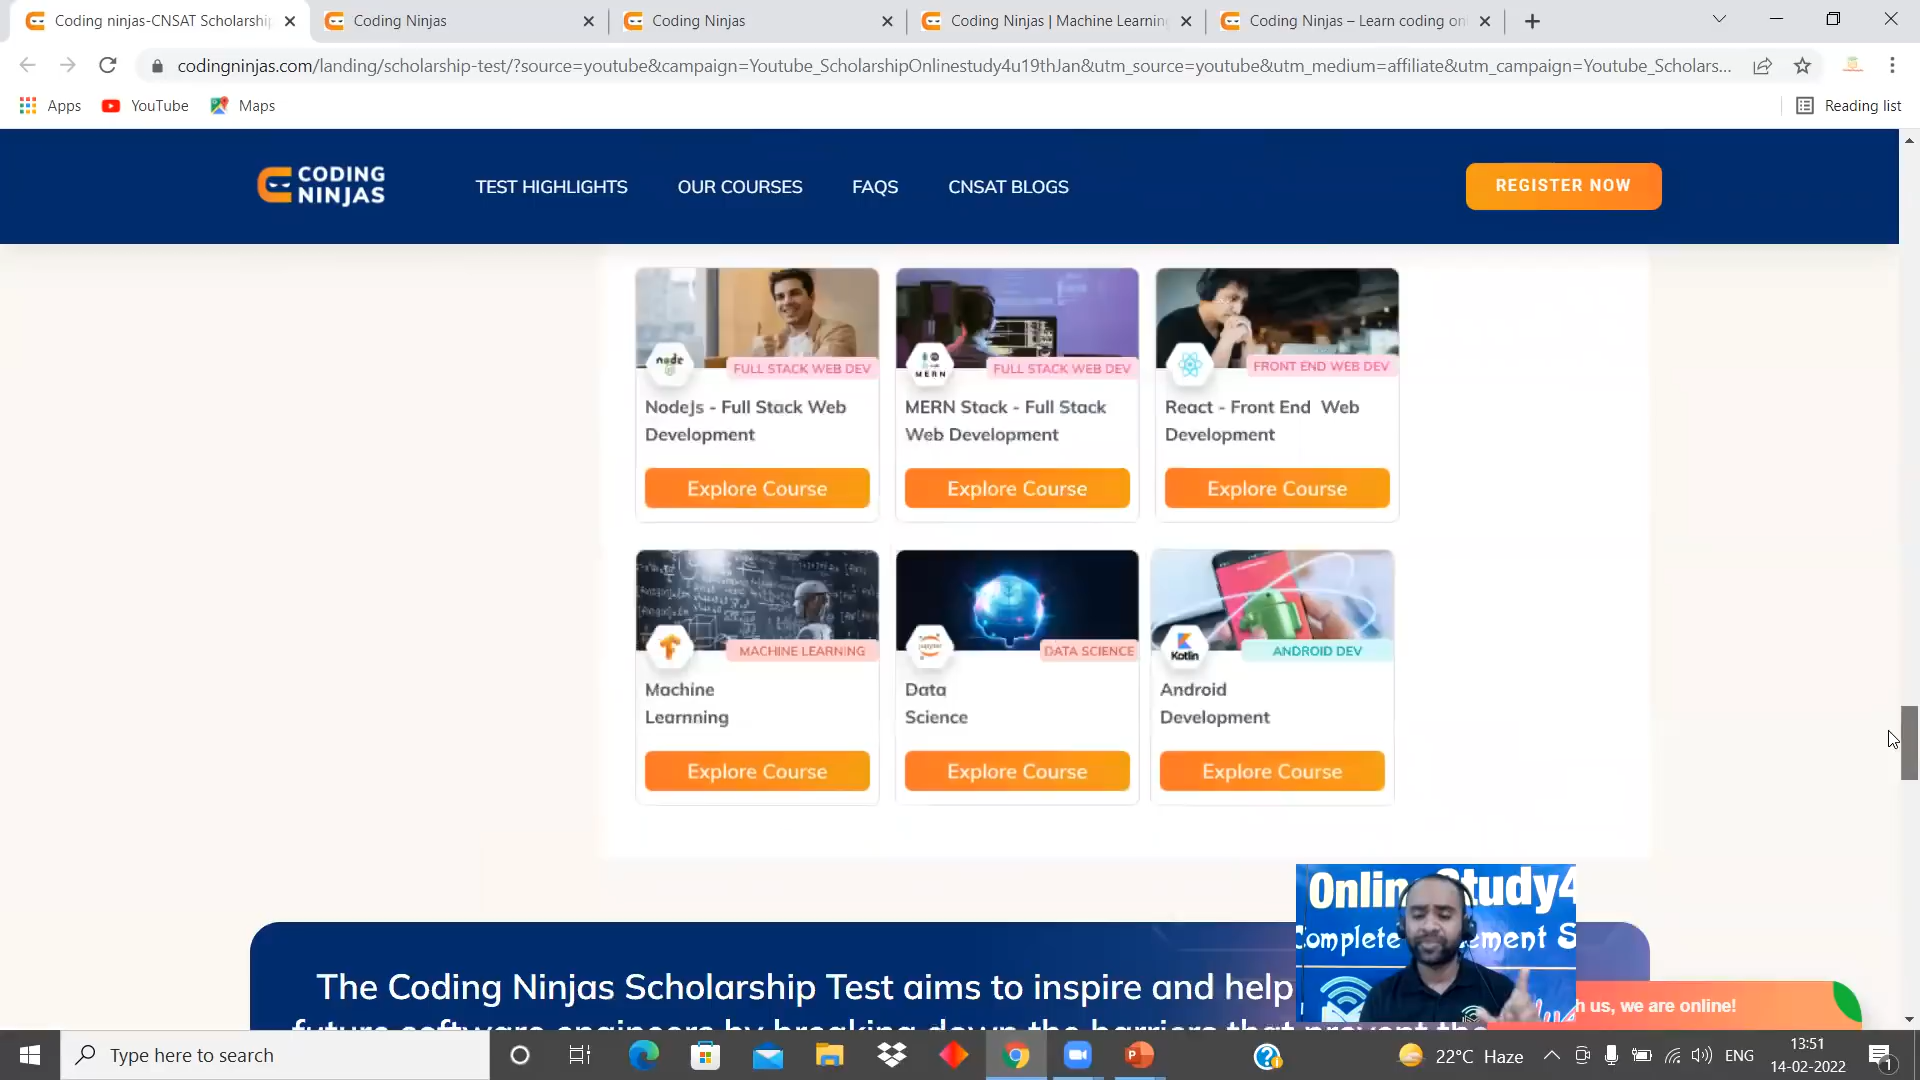 Coding ninjas-CNSAT Scholarship
Coding Ninjas
Coding Ninjas
Coding Ninjas | Machine Learning
Coding Ninjas – Learn coding on
codingninjas.com/landing/scholarship-test/?source=youtube&campaign=Youtube_ScholarshipOnlinestudy4u19thJan&utm_source=youtube&utm_medium=affiliate&utm_campaign=Youtube_Scholars...
Apps
YouTube
Maps
Reading list
CODING
NINJAS
TEST HIGHLIGHTS
OUR COURSES
FAQS
CNSAT BLOGS
REGISTER NOW
node
FULL STACK WEB DEV
NodeJs - Full Stack Web
Development
Explore Course
MERN
FULL STACK WEB DEV
MERN Stack - Full Stack
Web Development
Explore Course
FRONT END WEB DEV
React - Front End Web
Development
Explore Course
MACHINE LEARNING
Machine
Learnning
Explore Course
jupyter
DATA SCIENCE
Data
Science
Explore Course
Kotlin
ANDROID DEV
Android
Development
Explore Course
The Coding Ninjas Scholarship Test aims to inspire and help
future software engineers by breaking down the barriers that prevent the
h us, we are online!
Type here to search
22°C Haze
ENG
13:51
14-02-2022
1